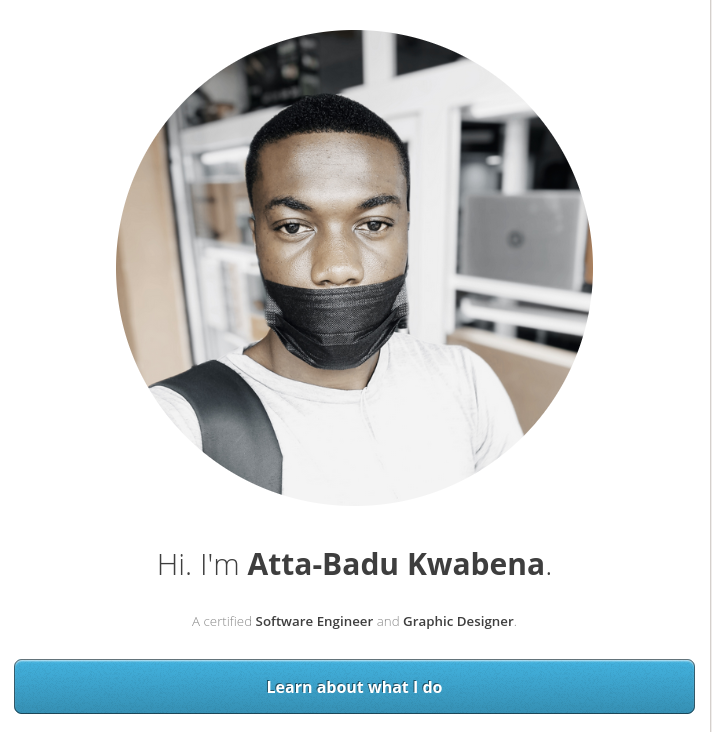 Hi. I'm Atta-Badu Kwabena.
A certified Software Engineer and Graphic Designer.
Learn about what I do